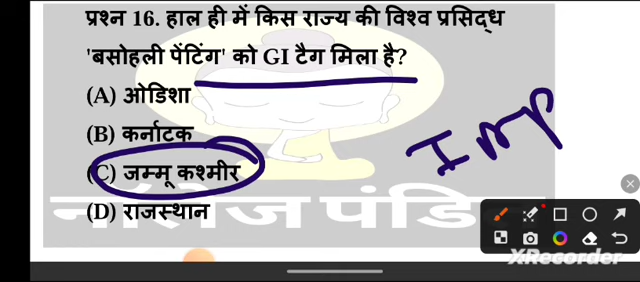 प्रश्न 16. हाल ही में किस राज्य की विश्व प्रसिद्ध
'बसोहली पेंटिंग' को GI टैग मिला है?
(A) ओडिशा
(B) कर्नाटक
(C) जम्मू कश्मीर
(D) राजस्थान
Imp
नॉलेज पंडि
XRecorder